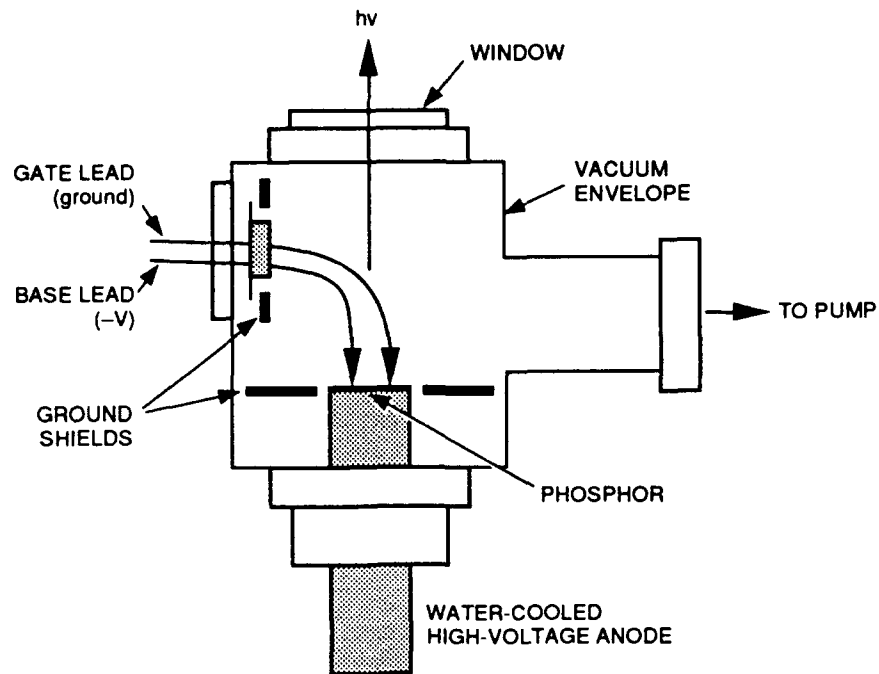 hv
WINDOW
GATE LEAD
(ground)
VACUUM
ENVELOPE
BASE LEAD
(–V)
TO PUMP
GROUND
SHIELDS
PHOSPHOR
WATER-COOLED
HIGH-VOLTAGE ANODE